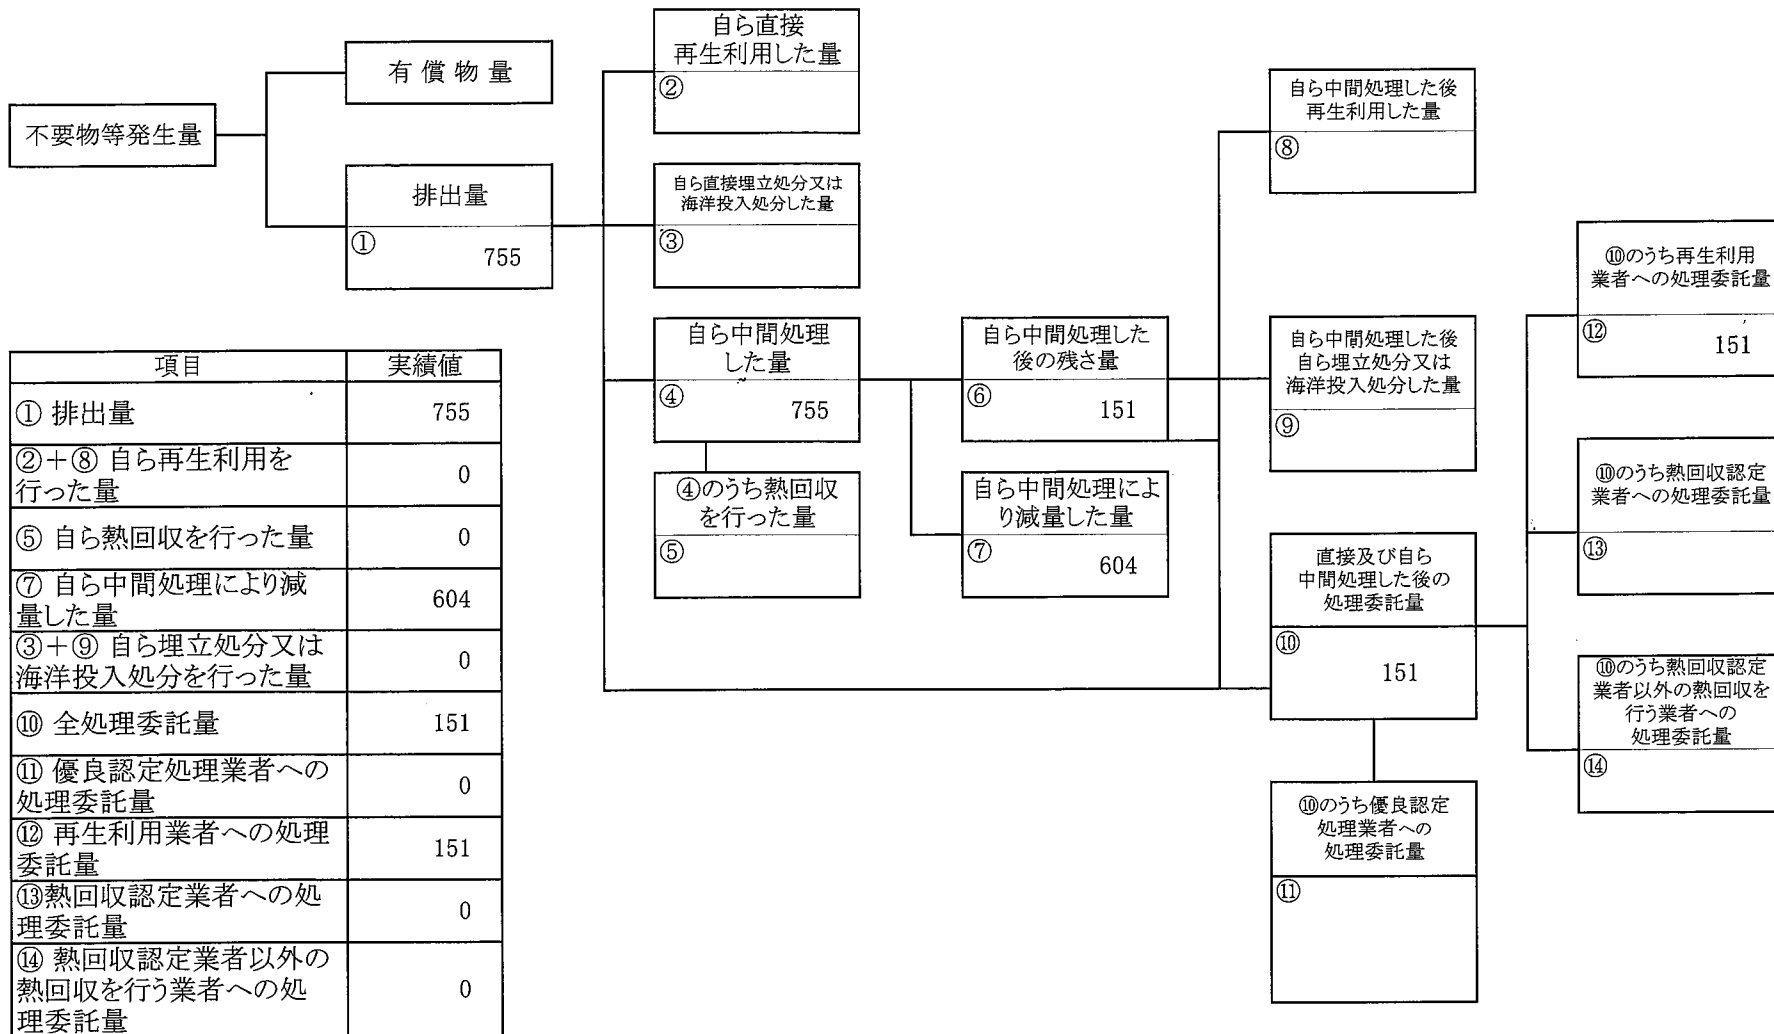 不要物等発生量
有償物量
排出量
①
755
自ら直接
再生利用した量
②
自ら直接埋立処分又は
海洋投入処分した量
③
自ら中間処理
した量
④
755
④のうち熱回収
を行った量
⑤
自ら中間処理した
後の残さ量
⑥
151
自ら中間処理によ
り減量した量
⑦
604
自ら中間処理した後
再生利用した量
⑧
自ら中間処理した後
自ら埋立処分又は
海洋投入処分した量
⑨
直接及び自ら
中間処理した後の
処理委託量
⑩
151
⑩のうち優良認定
処理業者への
処理委託量
⑪
⑩のうち再生利用
業者への処理委託量
⑫
151
⑩のうち熱回収認定
業者への処理委託量
⑬
⑩のうち熱回収認定
業者以外の熱回収を
行う業者への
処理委託量
⑭
項目 実績値
① 排出量 755
②+⑧ 自ら再生利用を
行った量 0
⑤ 自ら熱回収を行った量 0
⑦ 自ら中間処理により減
量した量 604
③+⑨ 自ら埋立処分又は
海洋投入処分を行った量 0
⑩ 全処理委託量 151
⑪ 優良認定処理業者への
処理委託量 0
⑫ 再生利用業者への処理
委託量 151
⑬熱回収認定業者への処
理委託量 0
⑭ 熱回収認定業者以外の
熱回収を行う業者への処
理委託量 0